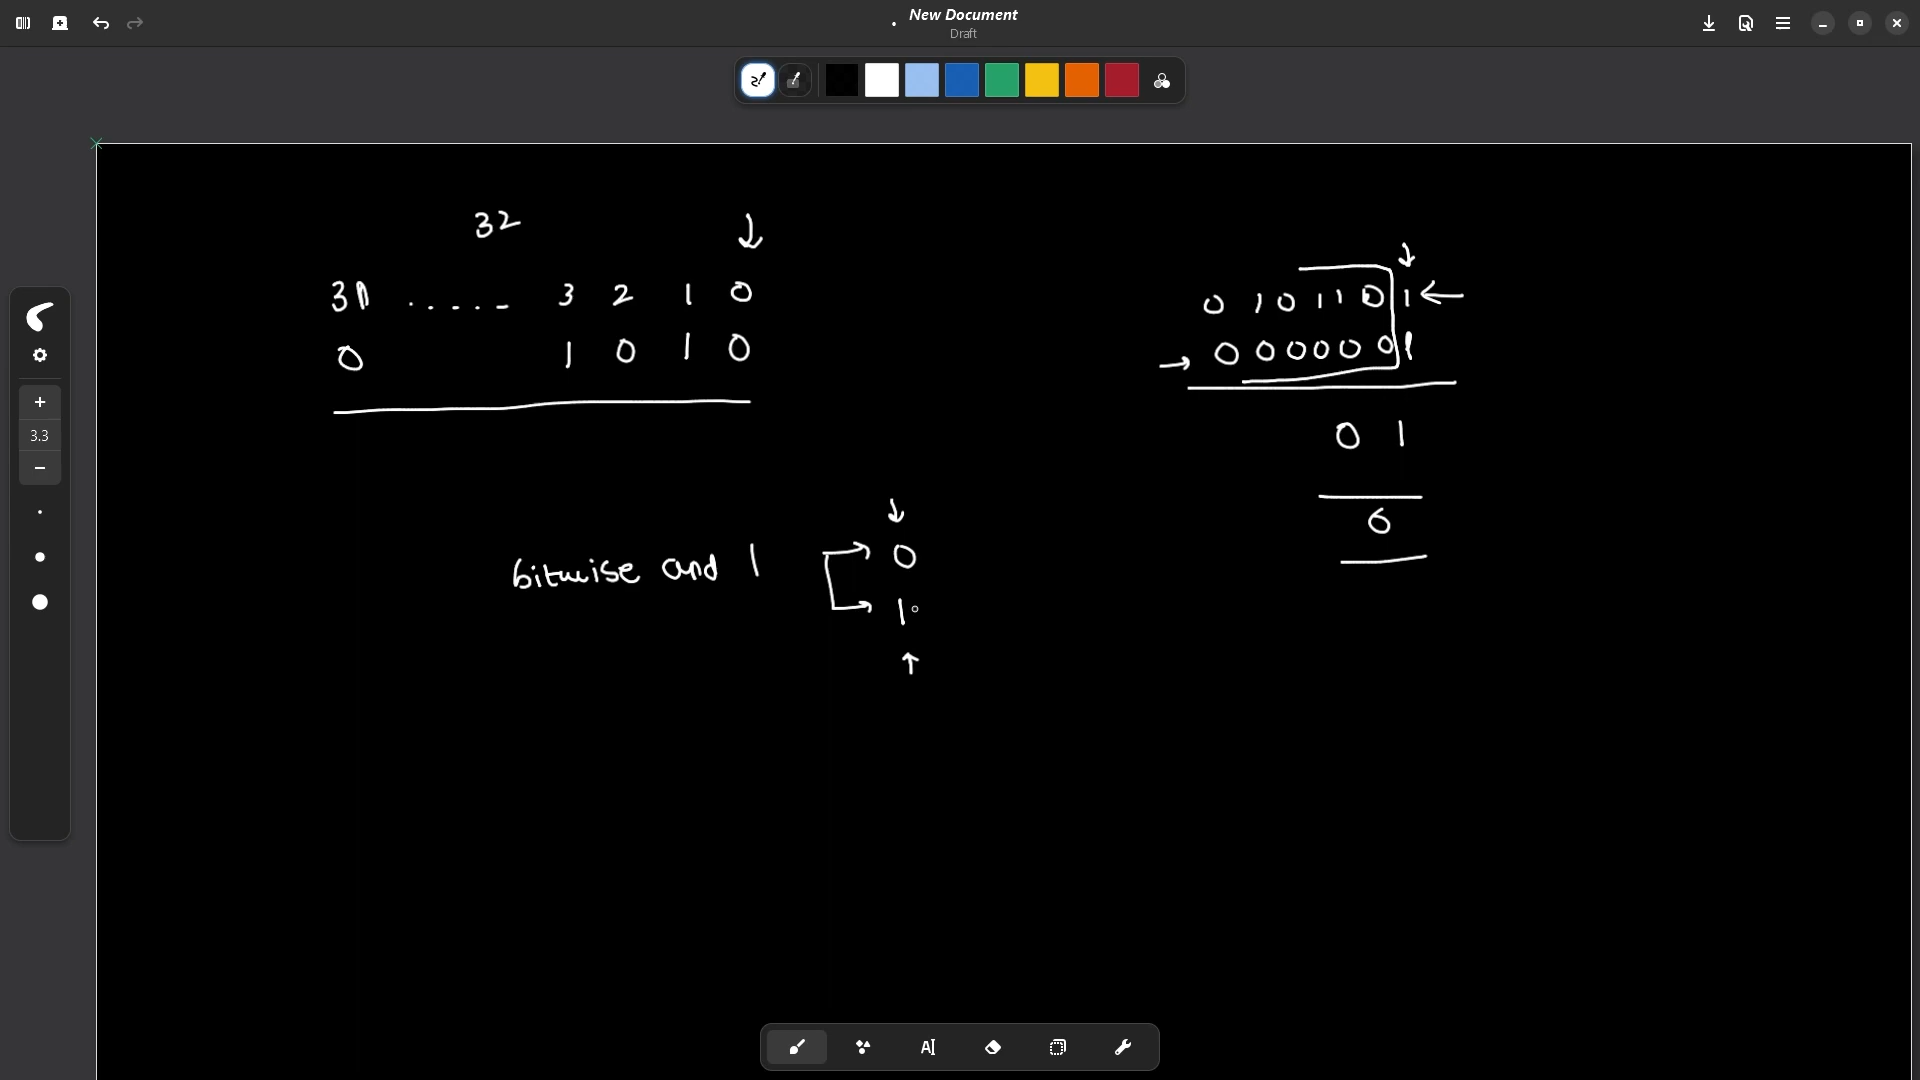 New Document
Draft
32
31 ..... 3 2 1 0
0 1 0 1 0
0 1 0 1 1 0 1
0 0 0 0 0 0 1
0 1
0
bitwise and 1
0
1
3.3